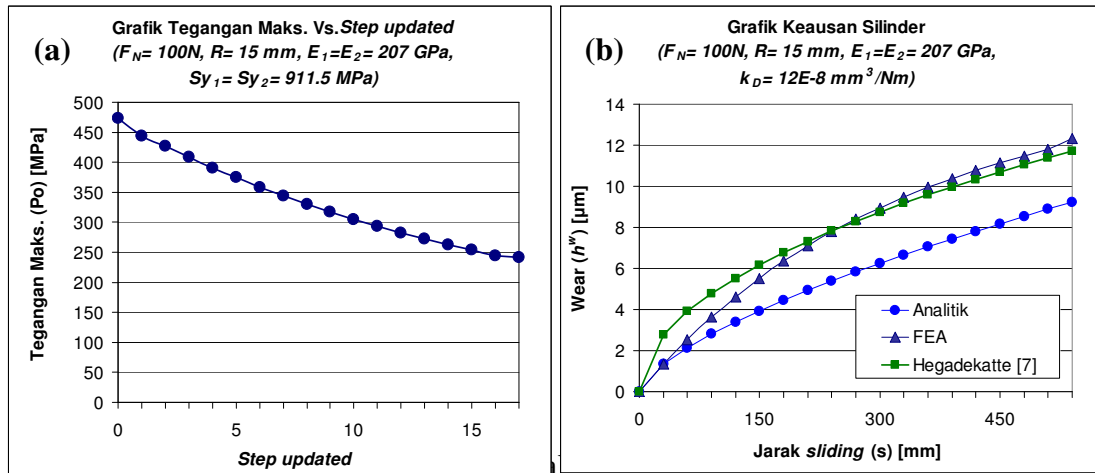 (a)
Grafik Tegangan Maks. Vs. Step updated
(FN= 100N, R= 15 mm, E1=E2= 207 GPa,
Sy1= Sy2= 911.5 MPa)
Tegangan Maks. (Po) [MPa]
500
450
400
350
300
250
200
150
100
50
0
0 5 10 15
Step updated
(b)
Grafik Keausan Silinder
(FN= 100N, R= 15 mm, E1=E2= 207 GPa,
kD= 12E-8 mm³/Nm)
Wear (hʷ) [µm]
14
12
10
8
6
4
2
0
Analitik
FEA
Hegadekatte [7]
0 150 300 450
Jarak sliding (s) [mm]